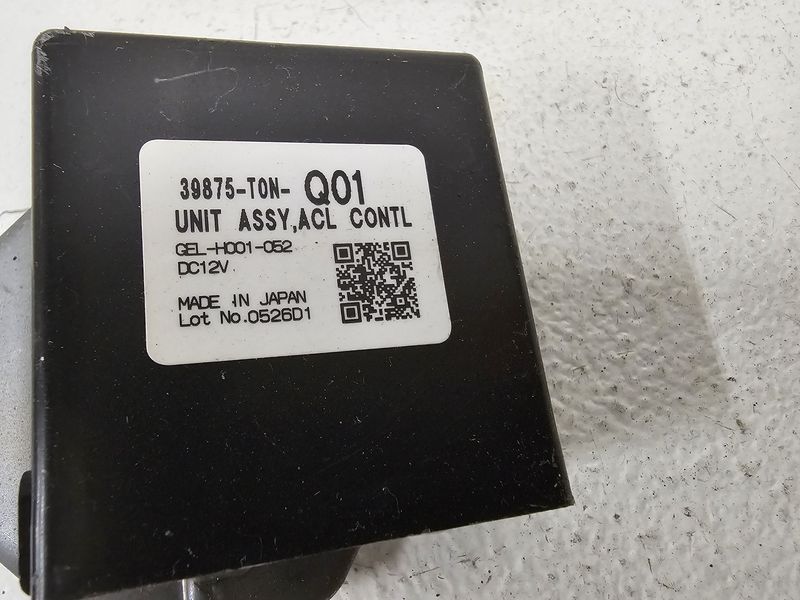 39875-T0N- Q01
UNIT ASSY,ACL CONTL
GEL-H001-052
DC12V
MADE IN JAPAN
Lot No.0526D1